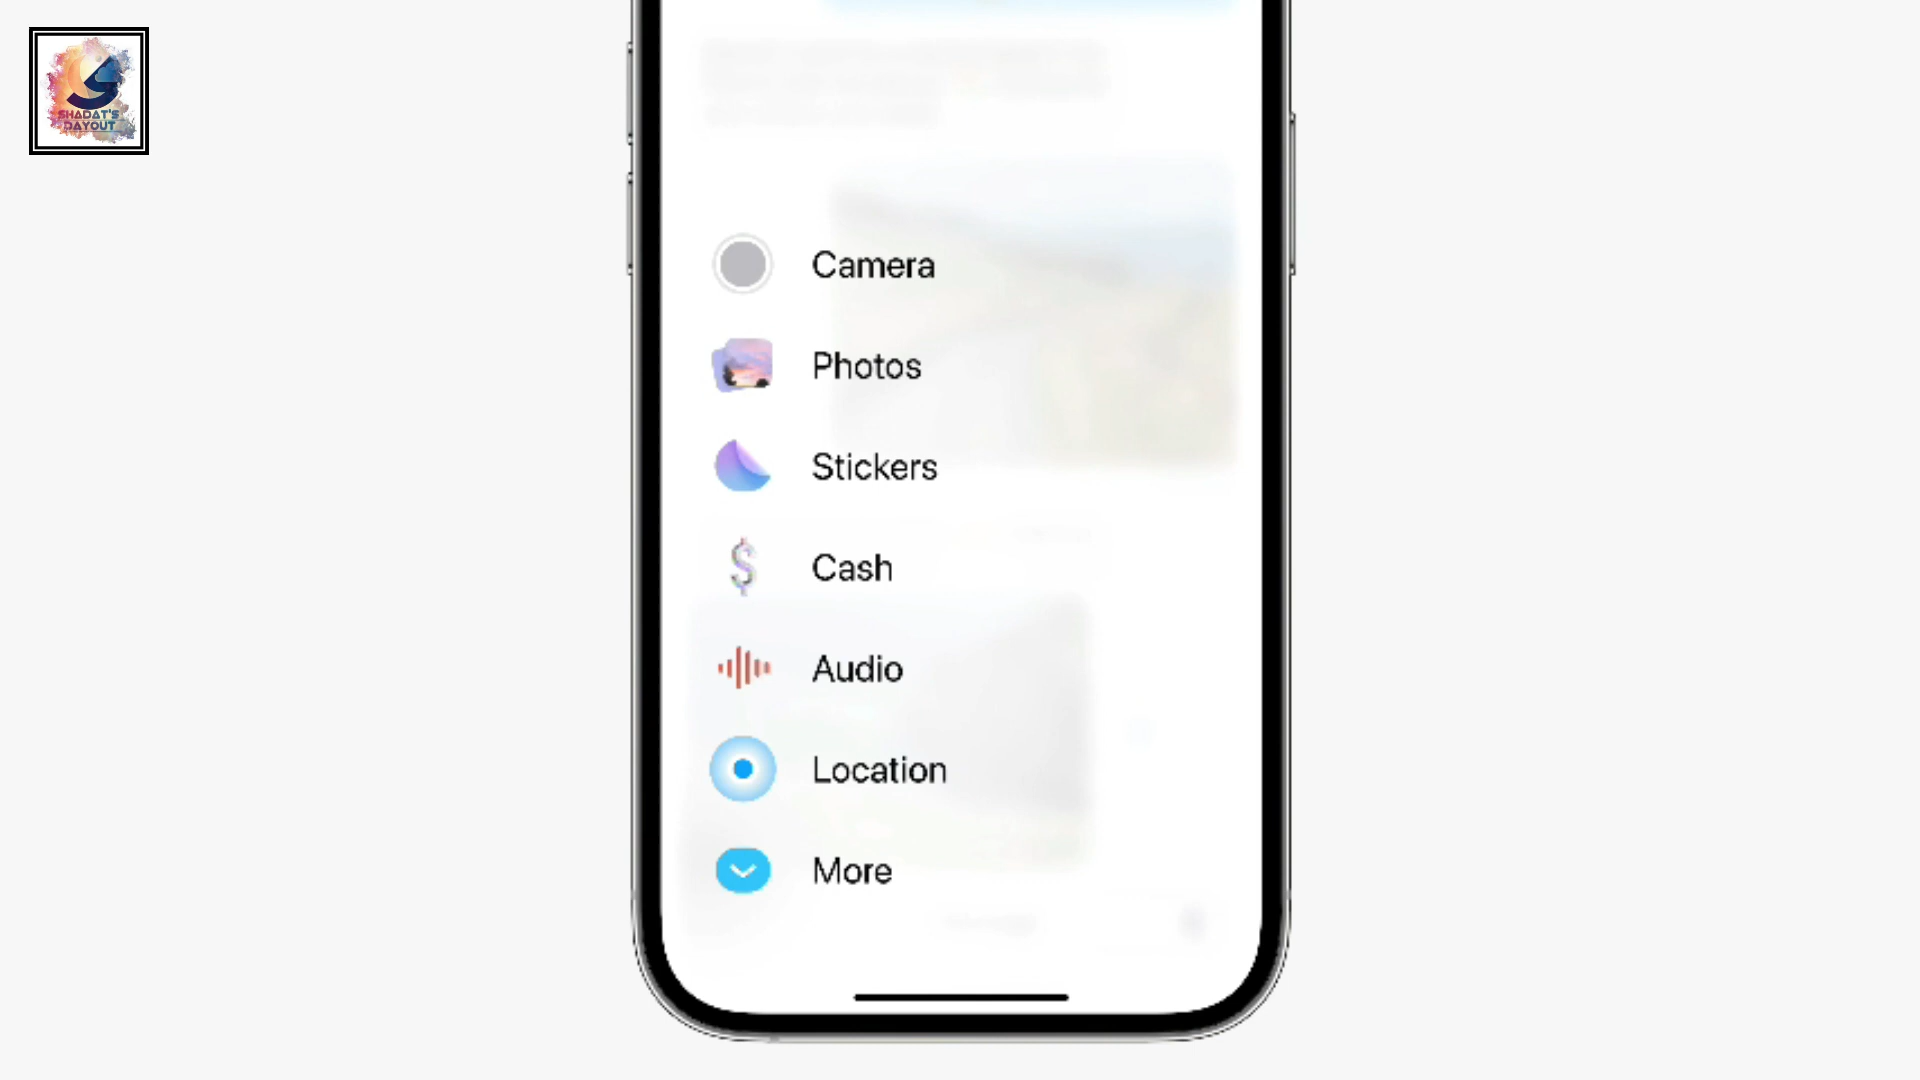 SHADAT'S
DAYOUT
Camera
Photos
Stickers
Cash
Audio
Location
More